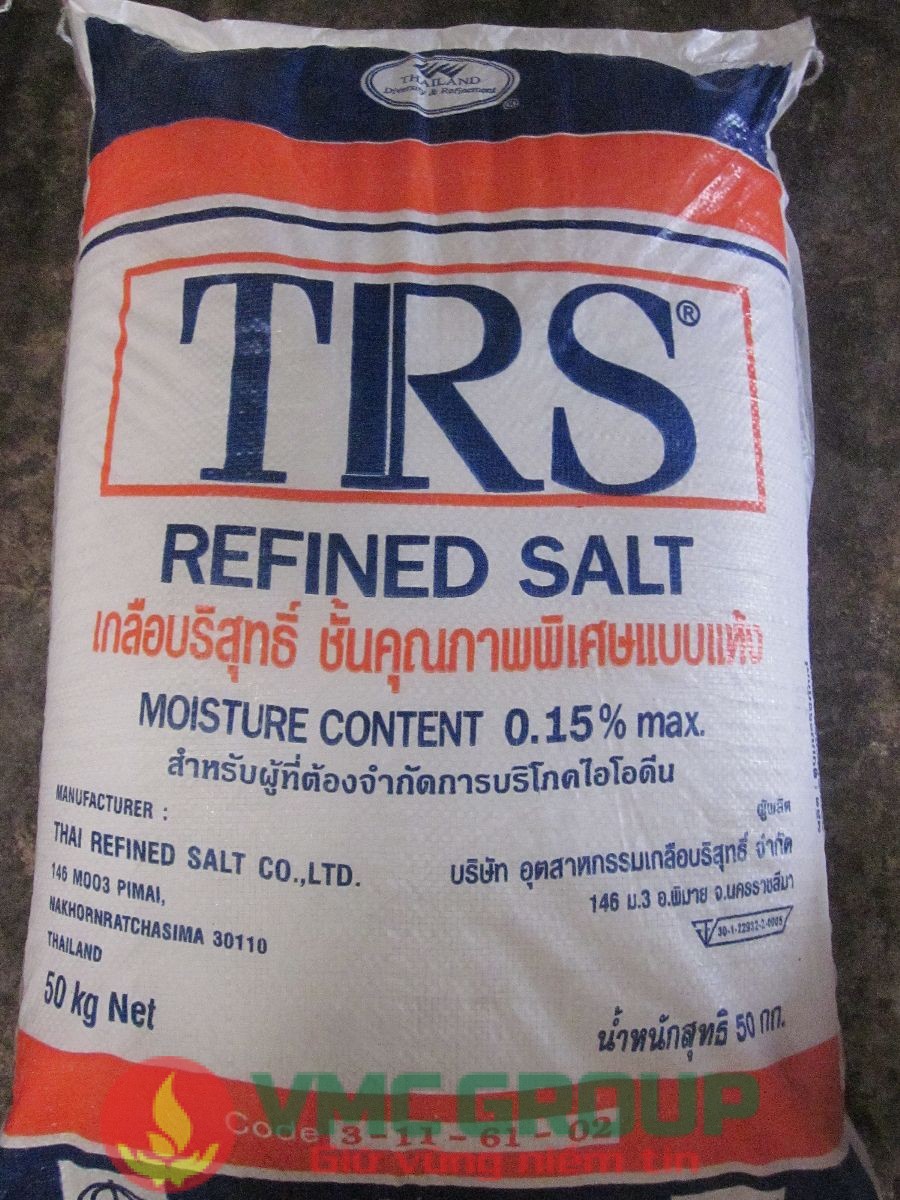 THAILAND
Diversity & Refinement
TRS®
REFINED SALT
เกลือบริสุทธิ์ ชั้นคุณภาพพิเศษแบบแห้ง
MOISTURE CONTENT 0.15% max.
สำหรับผู้ที่ต้องจำกัดการบริโภคไอโอดีน
MANUFACTURER :
THAI REFINED SALT CO.,LTD.
146 MOO3 PIMAI,
NAKHORNRATCHASIMA 30110
THAILAND
50 kg Net
ผู้ผลิต
บริษัท อุตสาหกรรมเกลือบริสุทธิ์ จำกัด
146 ม.3 อ.พิมาย จ.นครราชสีมา
น้ำหนักสุทธิ 50 กก.
VMCGROUP
Code 3-11-61-02
Giữ vững niềm tin